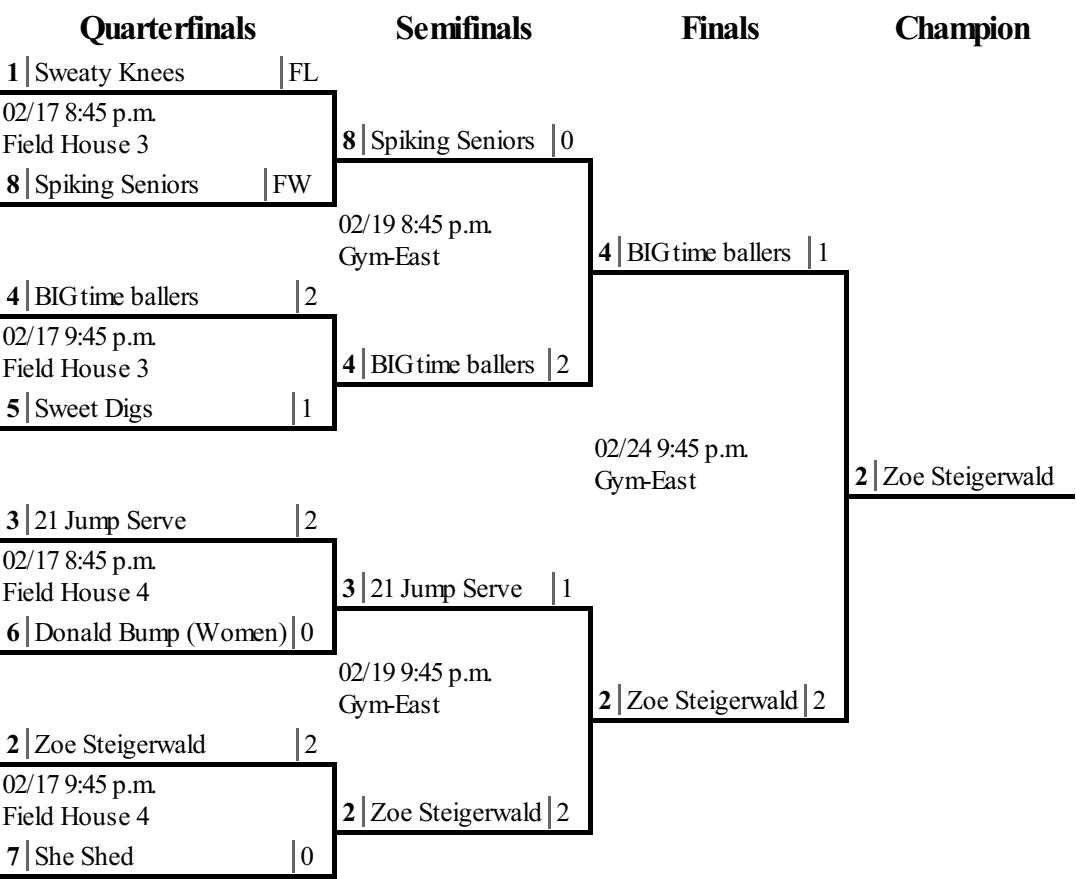 Quarterfinals Semifinals Finals Champion
1 Sweaty Knees FL
02/17 8:45 p.m.
Field House 3
8 Spiking Seniors FW
8 Spiking Seniors 0
02/19 8:45 p.m.
Gym-East
4 BIG time ballers 2
4 BIG time ballers 2
02/17 9:45 p.m.
Field House 3
5 Sweet Digs 1
4 BIG time ballers 1
02/24 9:45 p.m.
Gym-East
2 Zoe Steigerwald 2
2 Zoe Steigerwald
3 21 Jump Serve 2
02/17 8:45 p.m.
Field House 4
6 Donald Bump (Women) 0
3 21 Jump Serve 1
02/19 9:45 p.m.
Gym-East
2 Zoe Steigerwald 2
2 Zoe Steigerwald 2
02/17 9:45 p.m.
Field House 4
7 She Shed 0